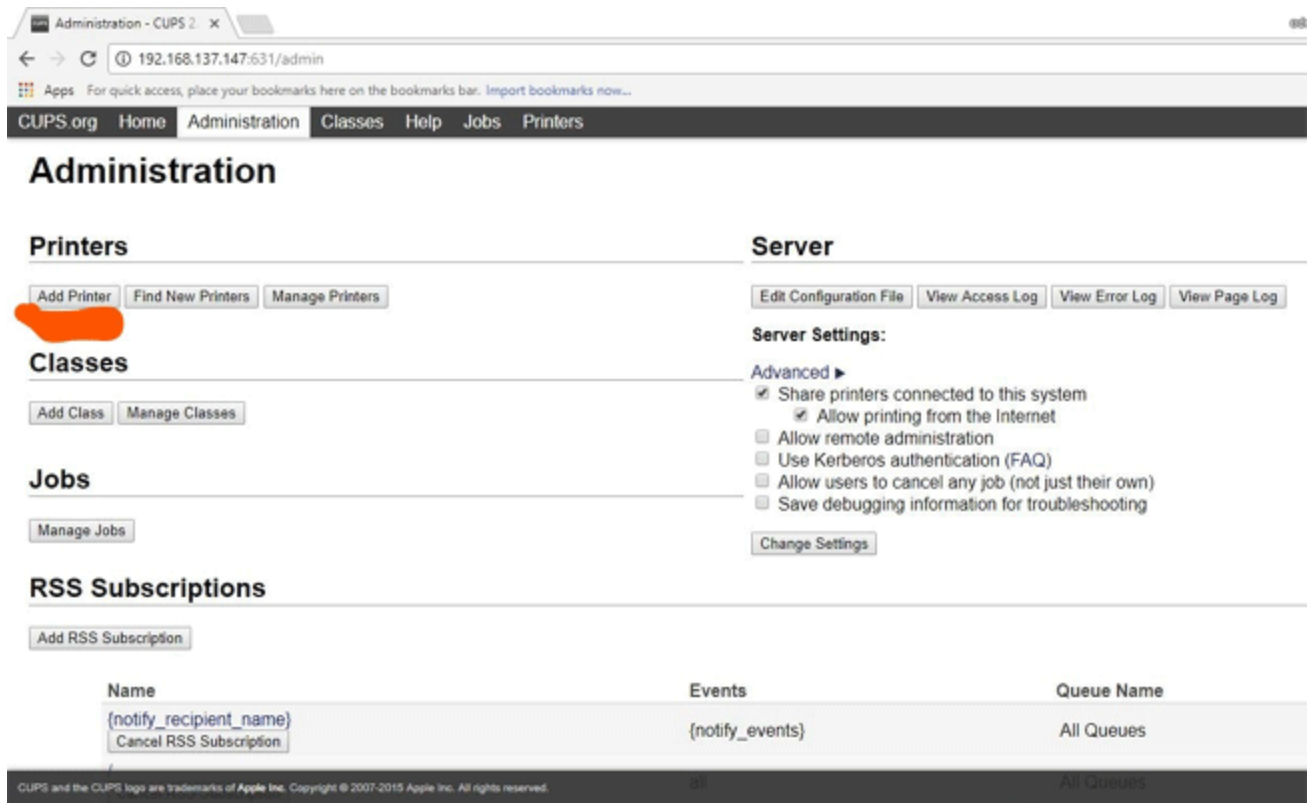 Administration - CUPS 2
192.168.137.147:631/admin
Apps For quick access, place your bookmarks here on the bookmarks bar. Import bookmarks now...
CUPS.org Home Administration Classes Help Jobs Printers
Administration
Printers
Add Printer Find New Printers Manage Printers
Classes
Add Class Manage Classes
Jobs
Manage Jobs
Server
Edit Configuration File View Access Log View Error Log View Page Log
Server Settings:
Advanced ▶
Share printers connected to this system
Allow printing from the Internet
Allow remote administration
Use Kerberos authentication (FAQ)
Allow users to cancel any job (not just their own)
Save debugging information for troubleshooting
Change Settings
RSS Subscriptions
Add RSS Subscription
Name Events Queue Name
{notify_recipient_name} {notify_events} All Queues
Cancel RSS Subscription
all All Queues
CUPS and the CUPS logo are trademarks of Apple Inc. Copyright © 2007-2015 Apple Inc. All rights reserved.